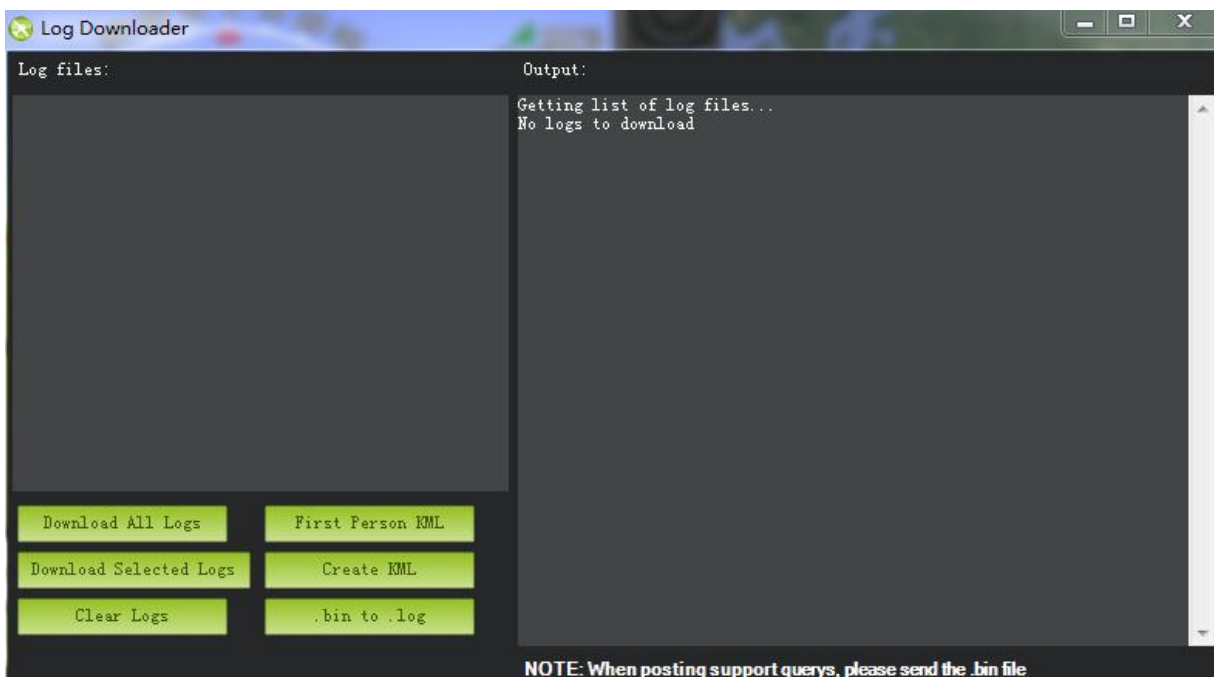 Log Downloader
Log files:
Output:
Getting list of log files...
No logs to download
Download All Logs
First Person KML
Download Selected Logs
Create KML
Clear Logs
.bin to .log
NOTE: When posting support querys, please send the .bin file